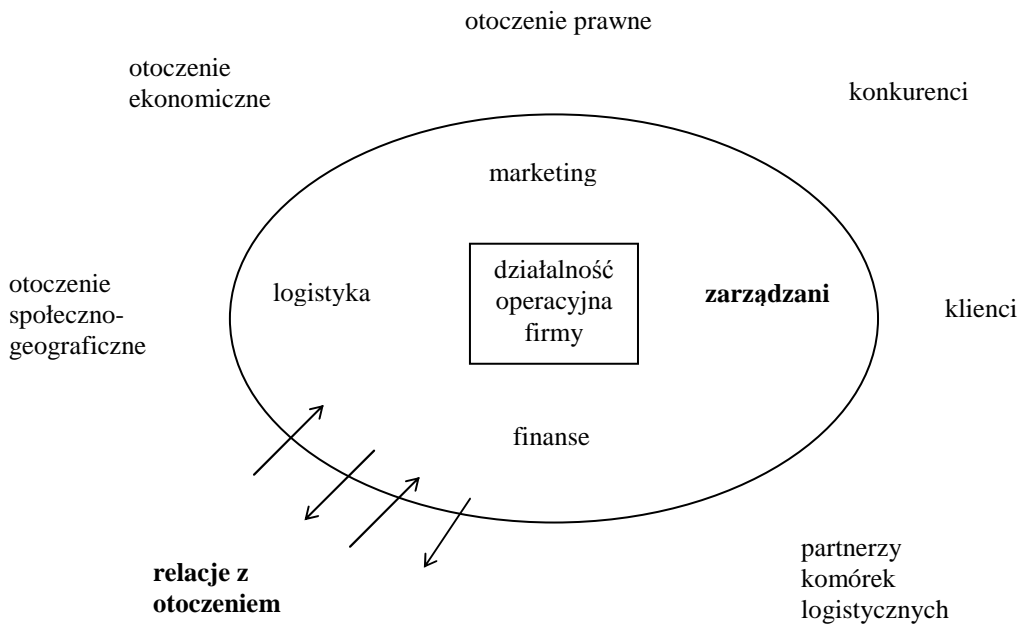 otoczenie prawne
otoczenie
ekonomiczne
konkurenci
marketing
otoczenie
społeczno-
geograficzne
logistyka
działalność
operacyjna
firmy
zarządzani
klienci
finanse
relacje z
otoczeniem
partnerzy
komórek
logistycznych